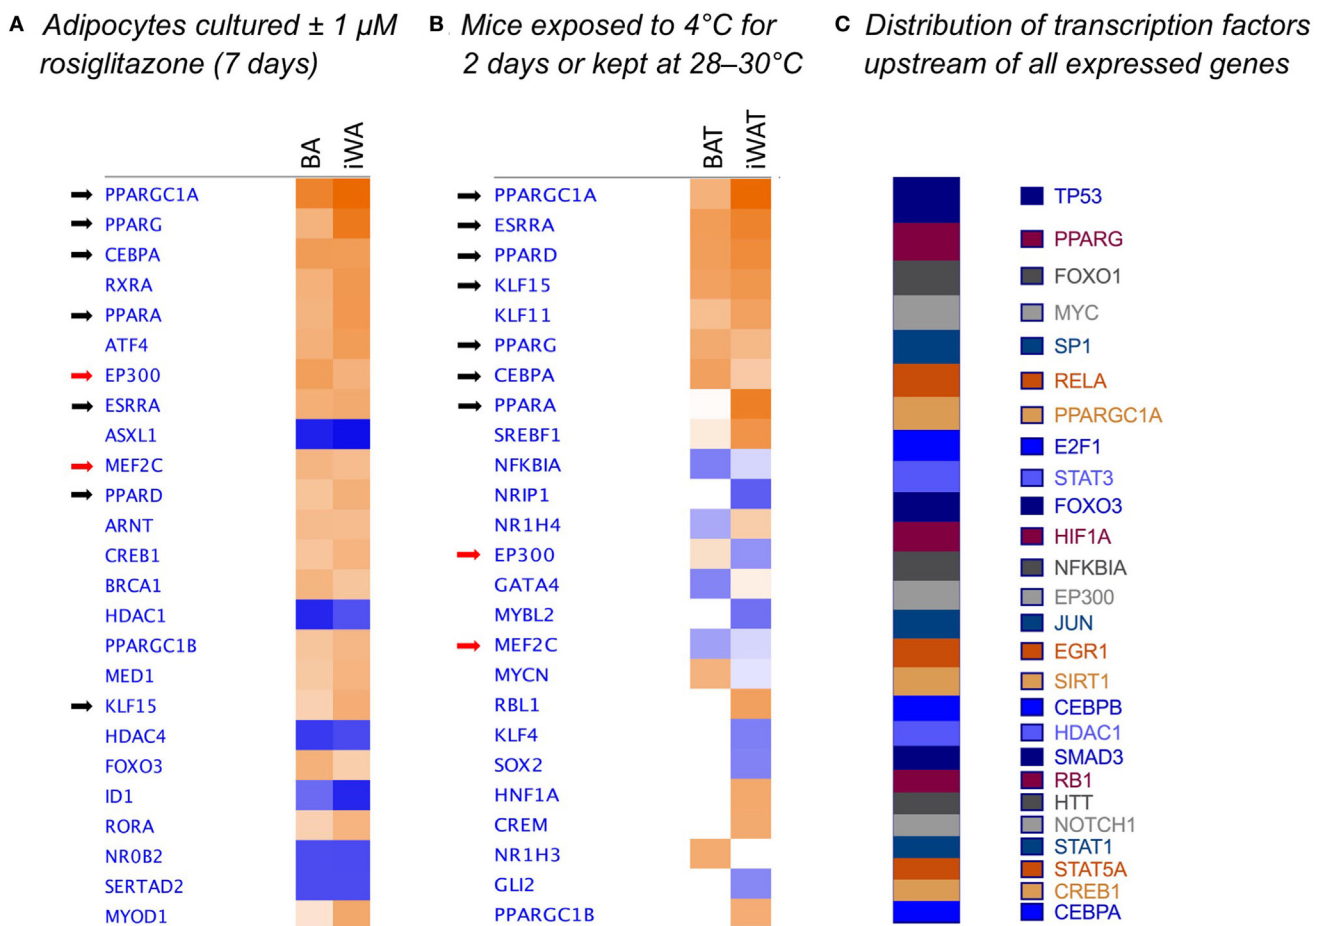 A Adipocytes cultured ± 1 µM
rosiglitazone (7 days)
BA
iWA
PPARGC1A
PPARG
CEBPA
RXRA
PPARA
ATF4
EP300
ESRRA
ASXL1
MEF2C
PPARD
ARNT
CREB1
BRCA1
HDAC1
PPARGC1B
MED1
KLF15
HDAC4
FOXO3
ID1
RORA
NR0B2
SERTAD2
MYOD1
B Mice exposed to 4°C for
2 days or kept at 28–30°C
BAT
iWAT
PPARGC1A
ESRRA
PPARD
KLF15
KLF11
PPARG
CEBPA
PPARA
SREBF1
NFKBIA
NRIP1
NR1H4
EP300
GATA4
MYBL2
MEF2C
MYCN
RBL1
KLF4
SOX2
HNF1A
CREM
NR1H3
GLI2
PPARGC1B
C Distribution of transcription factors
upstream of all expressed genes
TP53
PPARG
FOXO1
MYC
SP1
RELA
PPARGC1A
E2F1
STAT3
FOXO3
HIF1A
NFKBIA
EP300
JUN
EGR1
SIRT1
CEBPB
HDAC1
SMAD3
RB1
HTT
NOTCH1
STAT1
STAT5A
CREB1
CEBPA